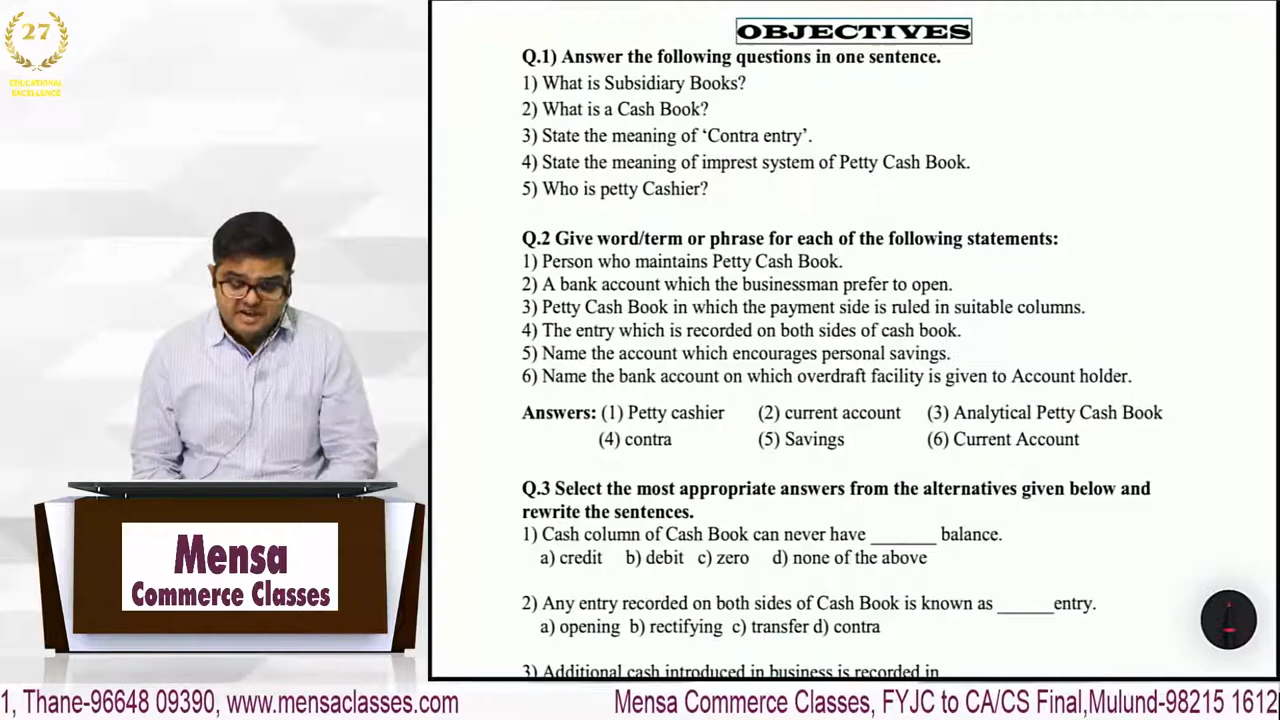 27
EDUCATIONAL
EXCELLENCE
OBJECTIVES
Q.1) Answer the following questions in one sentence.
1) What is Subsidiary Books?
2) What is a Cash Book?
3) State the meaning of ‘Contra entry’.
4) State the meaning of imprest system of Petty Cash Book.
5) Who is petty Cashier?
Q.2 Give word/term or phrase for each of the following statements:
1) Person who maintains Petty Cash Book.
2) A bank account which the businessman prefer to open.
3) Petty Cash Book in which the payment side is ruled in suitable columns.
4) The entry which is recorded on both sides of cash book.
5) Name the account which encourages personal savings.
6) Name the bank account on which overdraft facility is given to Account holder.
Answers: (1) Petty cashier (2) current account (3) Analytical Petty Cash Book
(4) contra (5) Savings (6) Current Account
Q.3 Select the most appropriate answers from the alternatives given below and
rewrite the sentences.
1) Cash column of Cash Book can never have _______ balance.
a) credit b) debit c) zero d) none of the above
2) Any entry recorded on both sides of Cash Book is known as ______entry.
a) opening b) rectifying c) transfer d) contra
3) Additional cash introduced in business is recorded in
Mensa
Commerce Classes
1, Thane-96648 09390, www.mensaclasses.com Mensa Commerce Classes, FYJC to CA/CS Final,Mulund-98215 1612